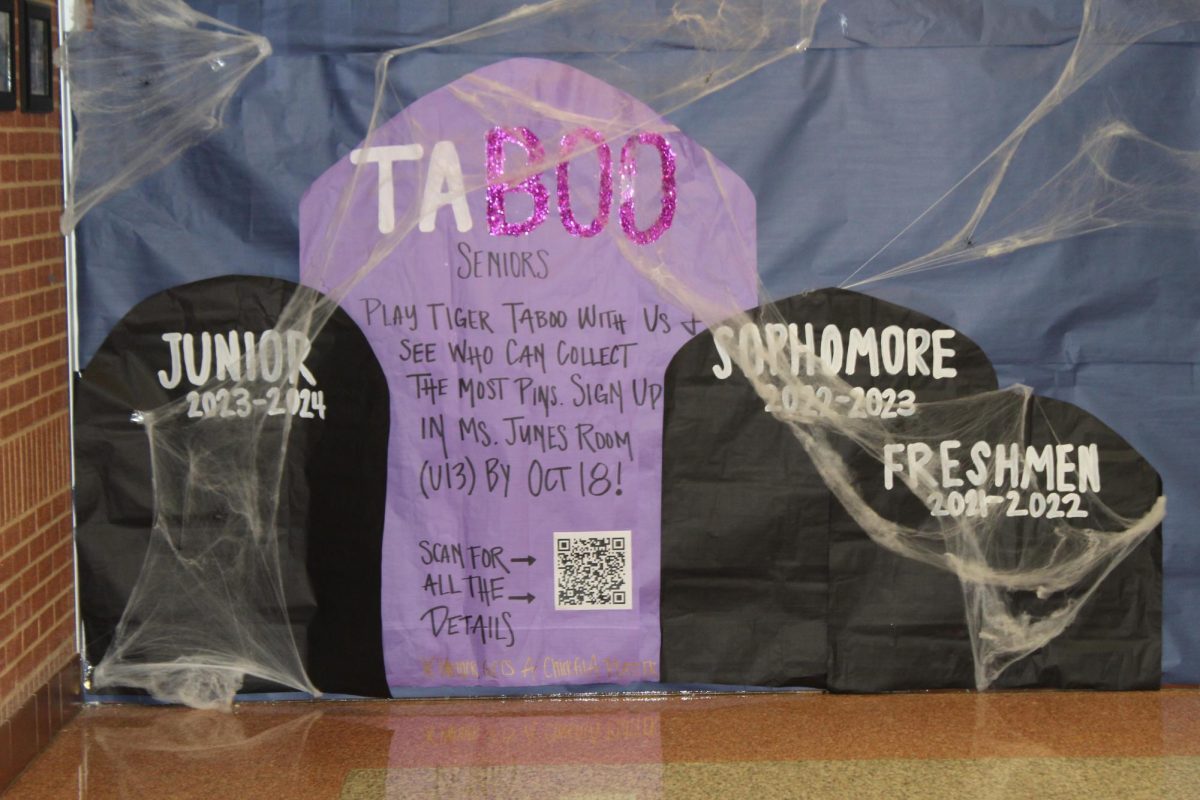 TABOO
SENIORS
PLAY TIGER TABOO WITH US +
SEE WHO CAN COLLECT
THE MOST PINS. SIGN UP
IN MS. JUNES ROOM
(U13) BY OCT 18!
SCAN FOR →
ALL THE →
DETAILS
JUNIOR
2023-2024
SOPHOMORE
2022-2023
FRESHMEN
2021-2022